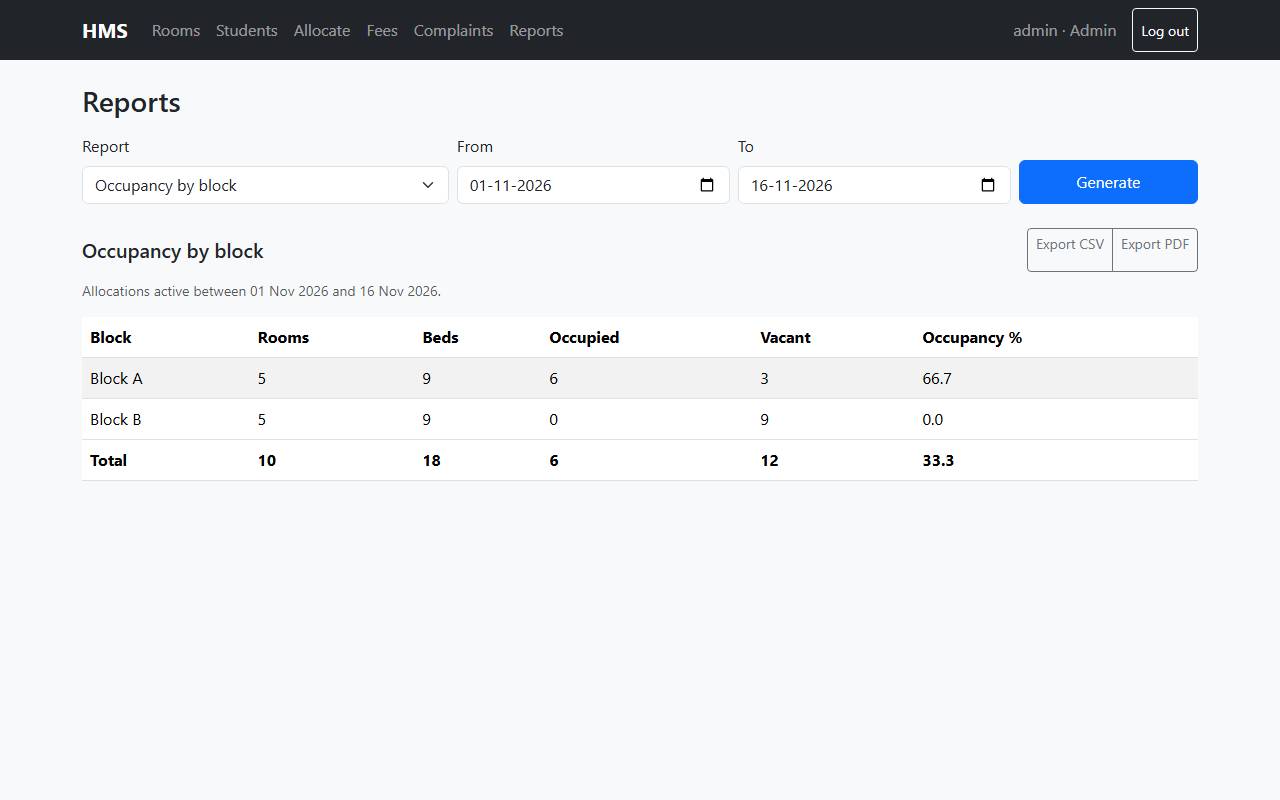 HMS Rooms Students Allocate Fees Complaints Reports admin · Admin Log out
Reports
Report From To
Occupancy by block 01-11-2026 16-11-2026 Generate
Occupancy by block Export CSV Export PDF
Allocations active between 01 Nov 2026 and 16 Nov 2026.
Block Rooms Beds Occupied Vacant Occupancy %
Block A 5 9 6 3 66.7
Block B 5 9 0 9 0.0
Total 10 18 6 12 33.3